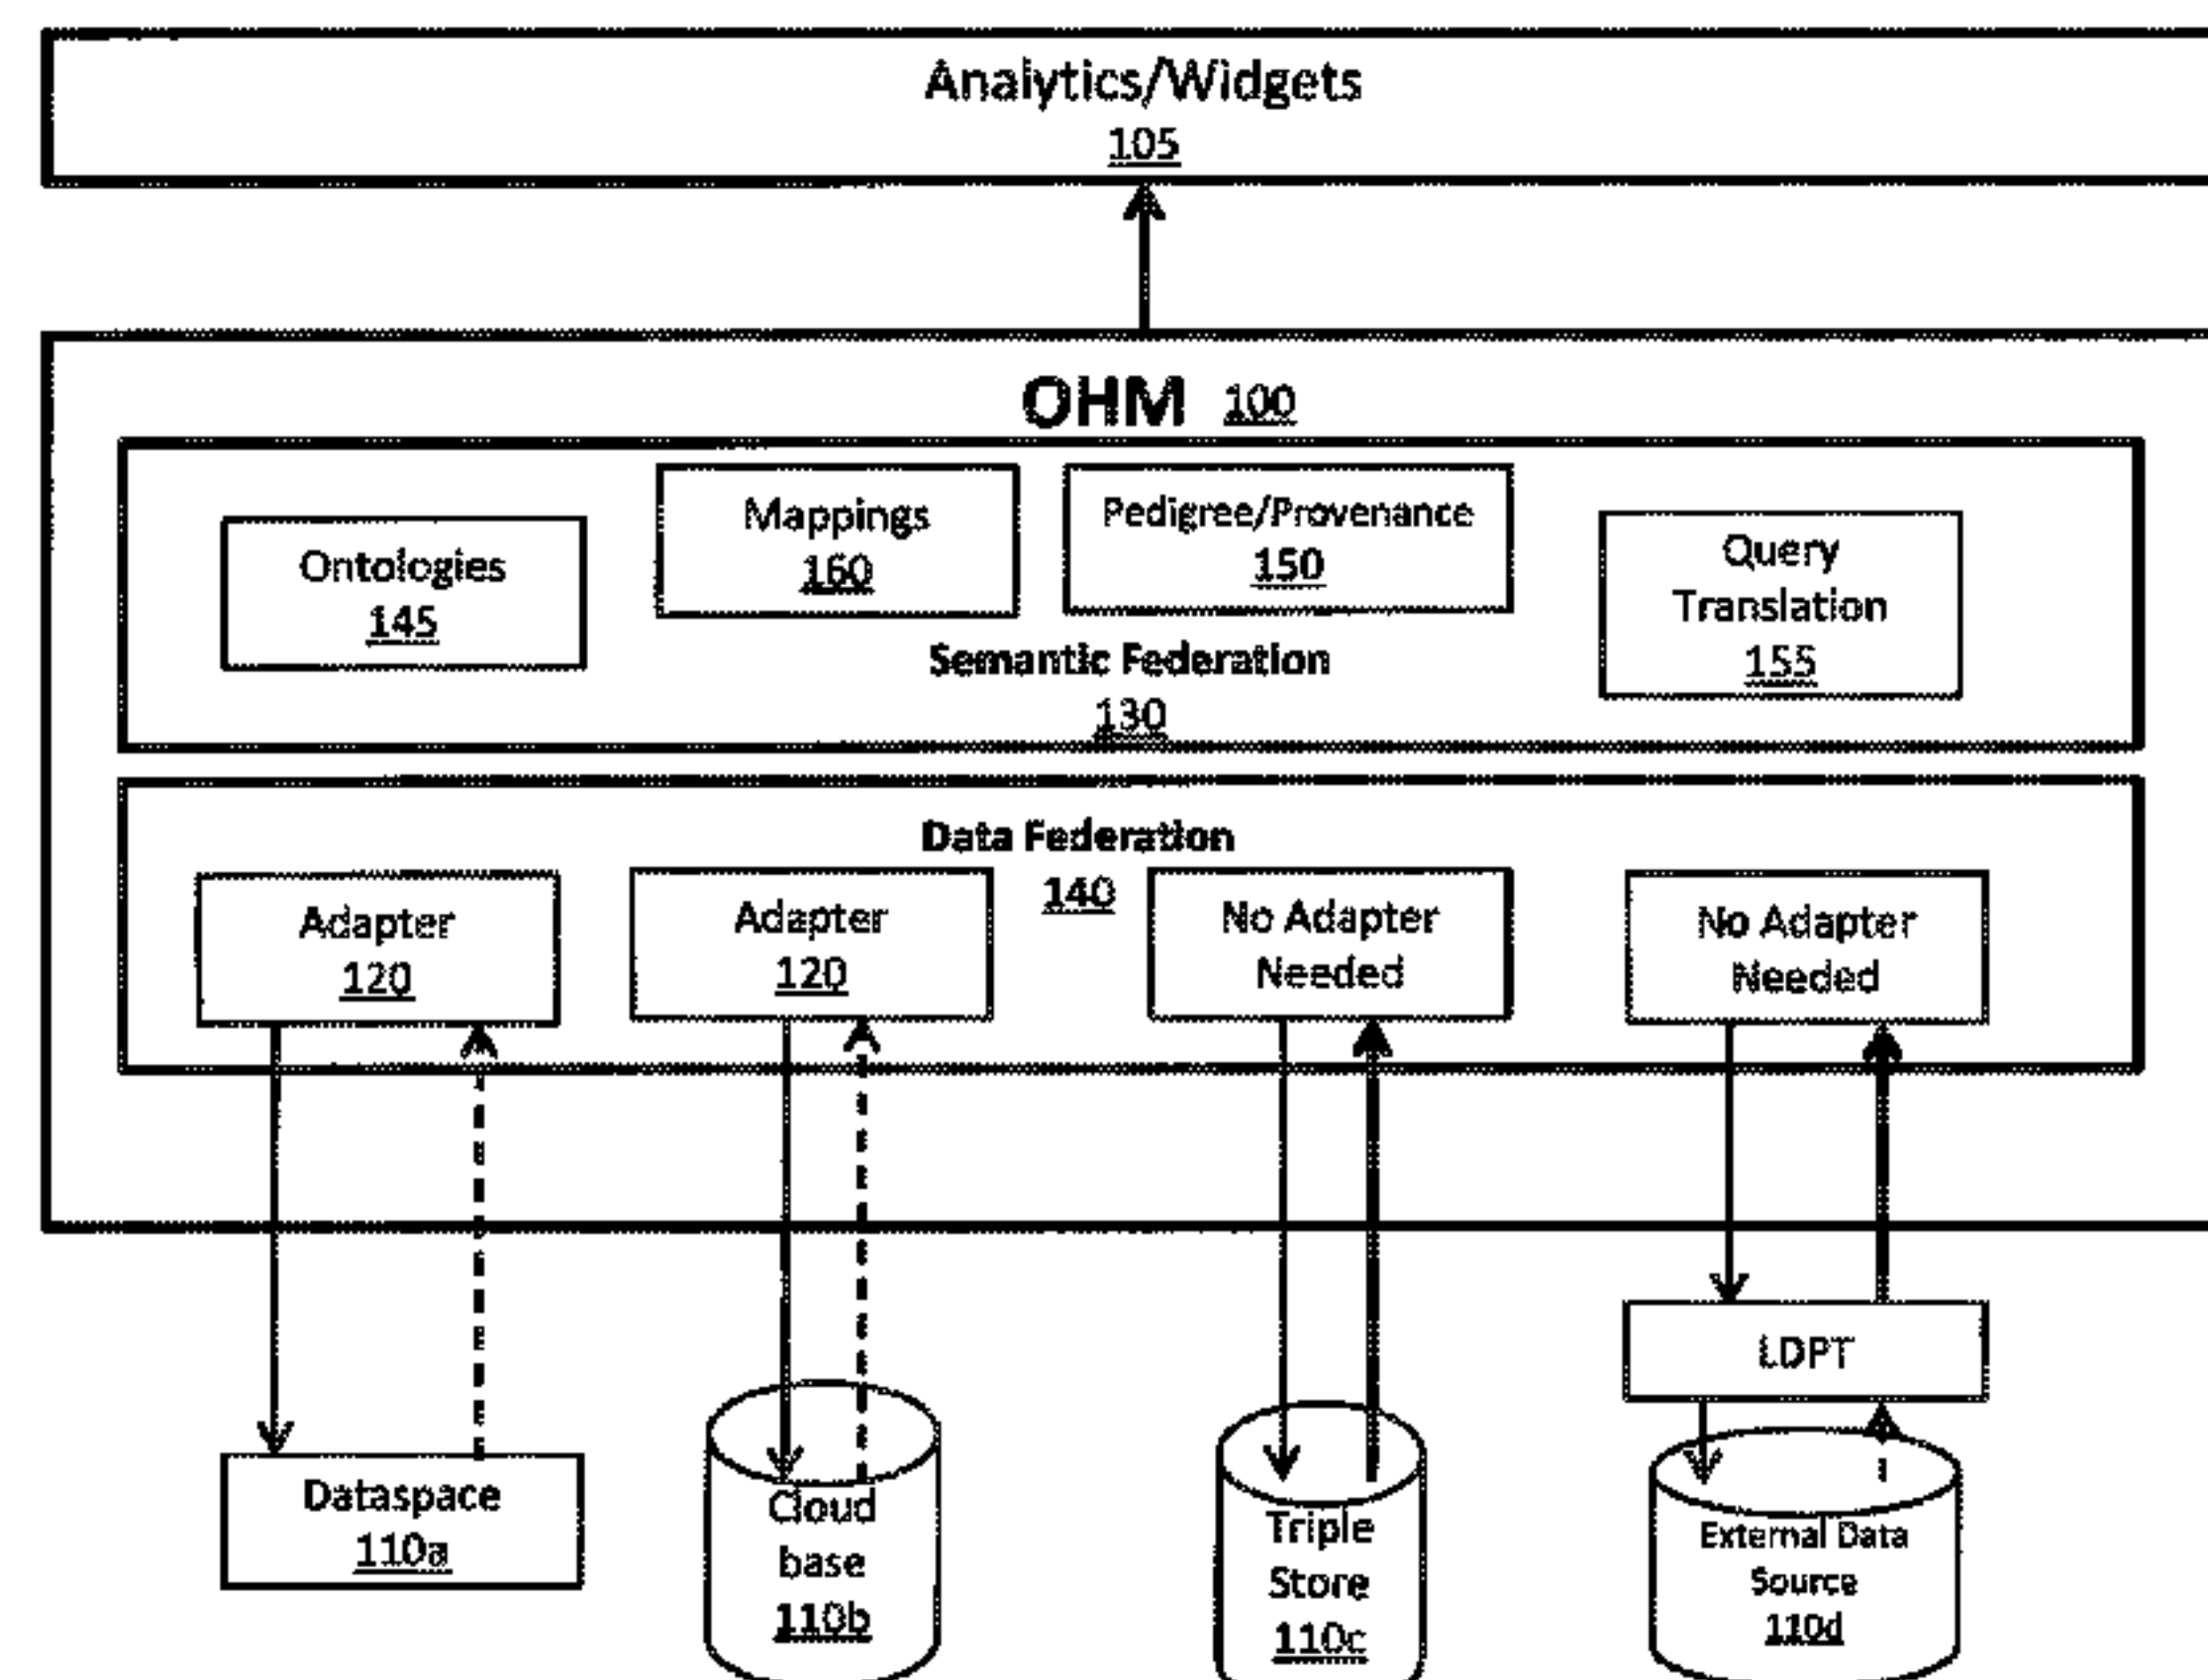 Analytics/Widgets
105
OHM 100
Ontologies
145
Mappings
160
Pedigree/Provenance
150
Query
Translation
155
Semantic Federation
130
Data Federation
140
Adapter
120
Adapter
120
No Adapter
Needed
No Adapter
Needed
LDPT
Dataspace
110a
Cloud
base
110b
Triple
Store
110c
External Data
Source
110d